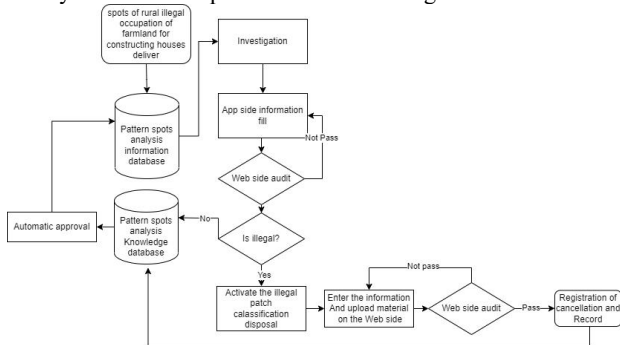 spots of rural illegal
occupation of
farmland for
constructing houses
deliver
Investigation
App side information
fill
Not Pass
Pattern spots
analysis
information
database
Web side audit
Automatic approval
Pattern spots
analysis
Knowledge
database
No
Is illegal?
Yes
Not pass
Activate the illegal
patch
calassification
disposal
Enter the information
And upload material
on the Web side
Web side audit
Pass
Registration of
cancellation and
Record